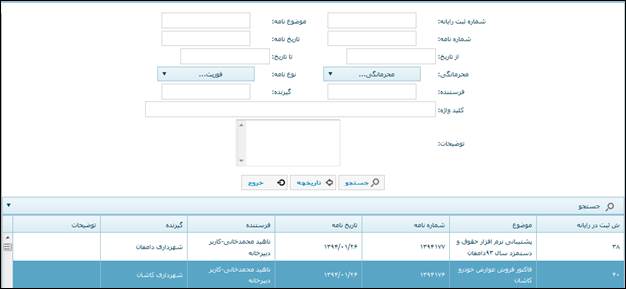 شماره ثبت رایانه: موضوع نامه:
شماره نامه: تاریخ نامه:
از تاریخ: تا تاریخ:
محرمانگی: محرمانگی... نوع نامه: فوریت...
فرستنده: گیرنده:
کلید واژه:
توضیحات:
جستجو تاریخچه خروج
جستجو
ش ثبت در رایانه موضوع شماره نامه تاریخ نامه فرستنده گیرنده توضیحات
۳۸ پشتیبانی نرم افزار حقوق و دستمزد سال ۹۳دامغان ۱۳۹۴۱۷۷ ۱۳۹۴/۰۱/۲۶ ناهید محمدخانی-کاربر دبیرخانه شهرداری دامغان
۴۰ فاکتور فروش عوارض خودرو کاشان ۱۳۹۴۱۷۶ ۱۳۹۴/۰۱/۲۶ ناهید محمدخانی-کاربر دبیرخانه شهرداری کاشان